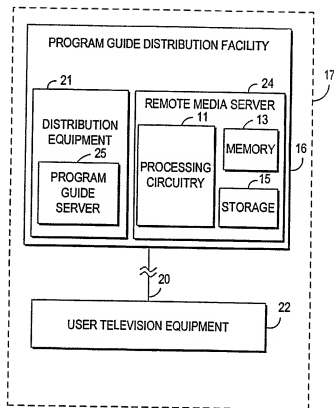 PROGRAM GUIDE DISTRIBUTION FACILITY
21
DISTRIBUTION
EQUIPMENT
25
PROGRAM
GUIDE
SERVER
24
REMOTE MEDIA SERVER
11
PROCESSING
CIRCUITRY
13
MEMORY
15
STORAGE
17
16
20
USER TELEVISION EQUIPMENT
22